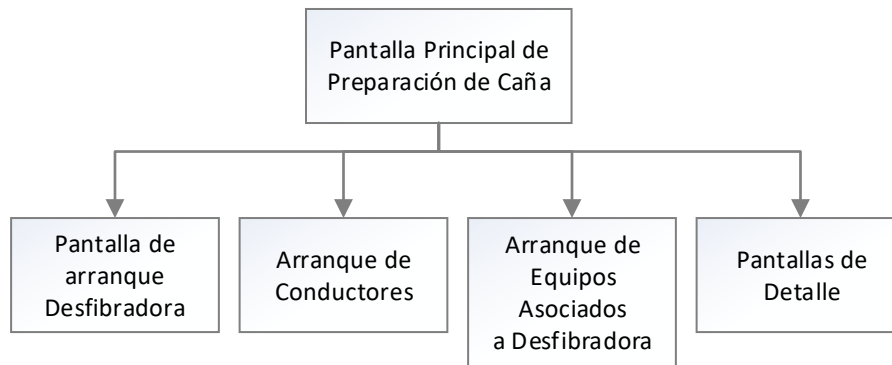 Pantalla Principal de
Preparación de Caña
Pantalla de
arranque
Desfibradora
Arranque de
Conductores
Arranque de
Equipos
Asociados
a Desfibradora
Pantallas de
Detalle